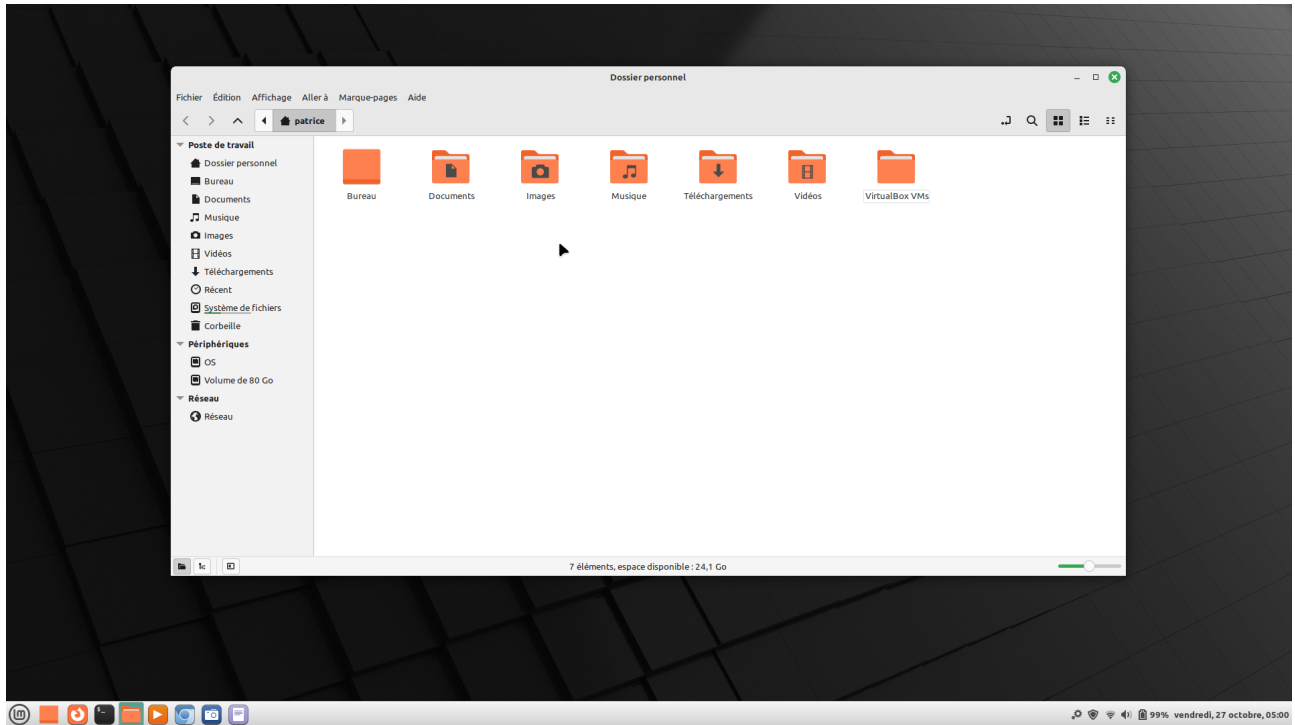 Dossier personnel
Fichier Édition Affichage Aller à Marque-pages Aide
patrice
Poste de travail
Dossier personnel
Bureau
Documents
Musique
Images
Vidéos
Téléchargements
Récent
Système de fichiers
Corbeille
Périphériques
OS
Volume de 80 Go
Réseau
Réseau
Bureau Documents Images Musique Téléchargements Vidéos VirtualBox VMs
7 éléments, espace disponible : 24,1 Go
99% vendredi, 27 octobre, 05:00